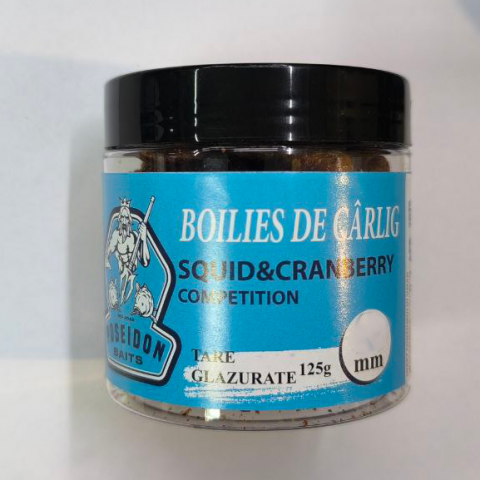 BOILIES DE CÂRLIG
SQUID&CRANBERRY
COMPETITION
POSEIDON
BAITS
TARE
GLAZURATE 125g
mm